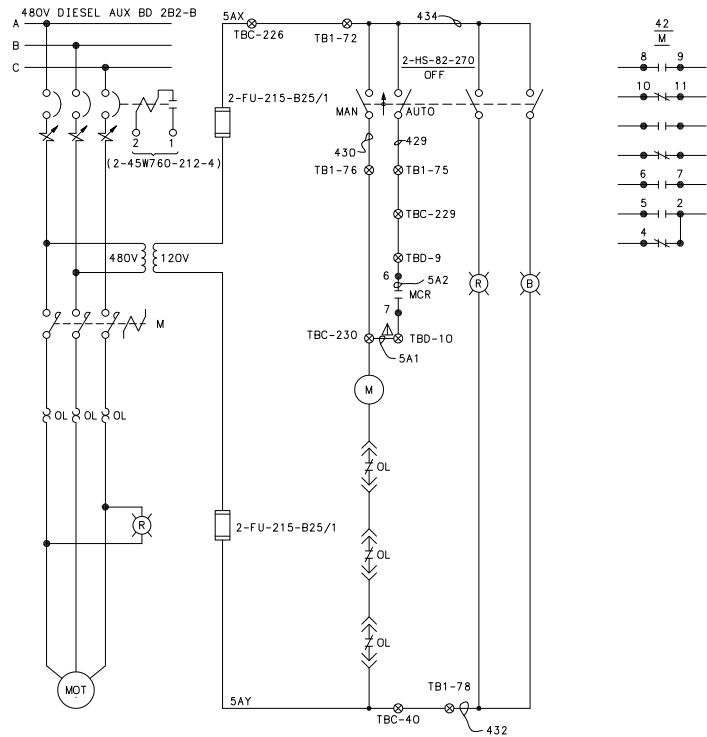 480V DIESEL AUX BD 2B2-B
A
B
C
2 1
(2-45W760-212-4)
480V 120V
M
OL OL OL
R
MOT
5AX
TBC-226
TB1-72
434
2-FU-215-B25/1
2-HS-82-270
OFF
MAN
AUTO
430
429
TB1-76
TB1-75
TBC-229
TBD-9
6
5A2
MCR
7
TBC-230
TBD-10
5A1
M
R
B
OL
2-FU-215-B25/1
OL
OL
5AY
TB1-78
TBC-40
432
42
M
8 9
10 11
6 7
5 2
4